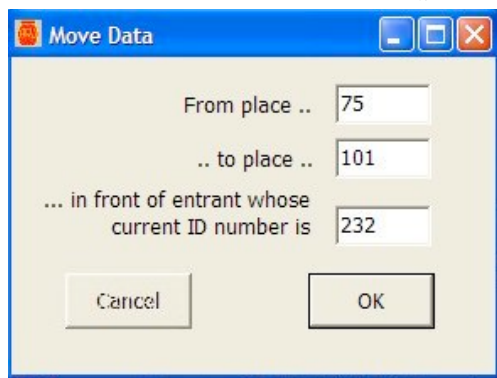 Move Data
From place .. 75
.. to place .. 101
... in front of entrant whose
current ID number is 232
Cancel OK